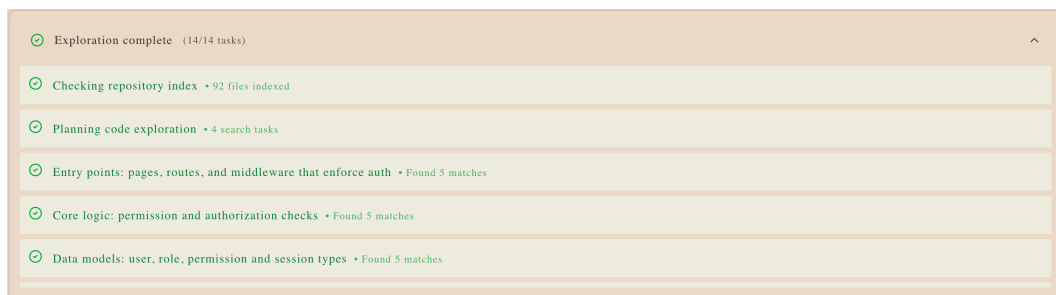 Exploration complete (14/14 tasks)
Checking repository index • 92 files indexed
Planning code exploration • 4 search tasks
Entry points: pages, routes, and middleware that enforce auth • Found 5 matches
Core logic: permission and authorization checks • Found 5 matches
Data models: user, role, permission and session types • Found 5 matches